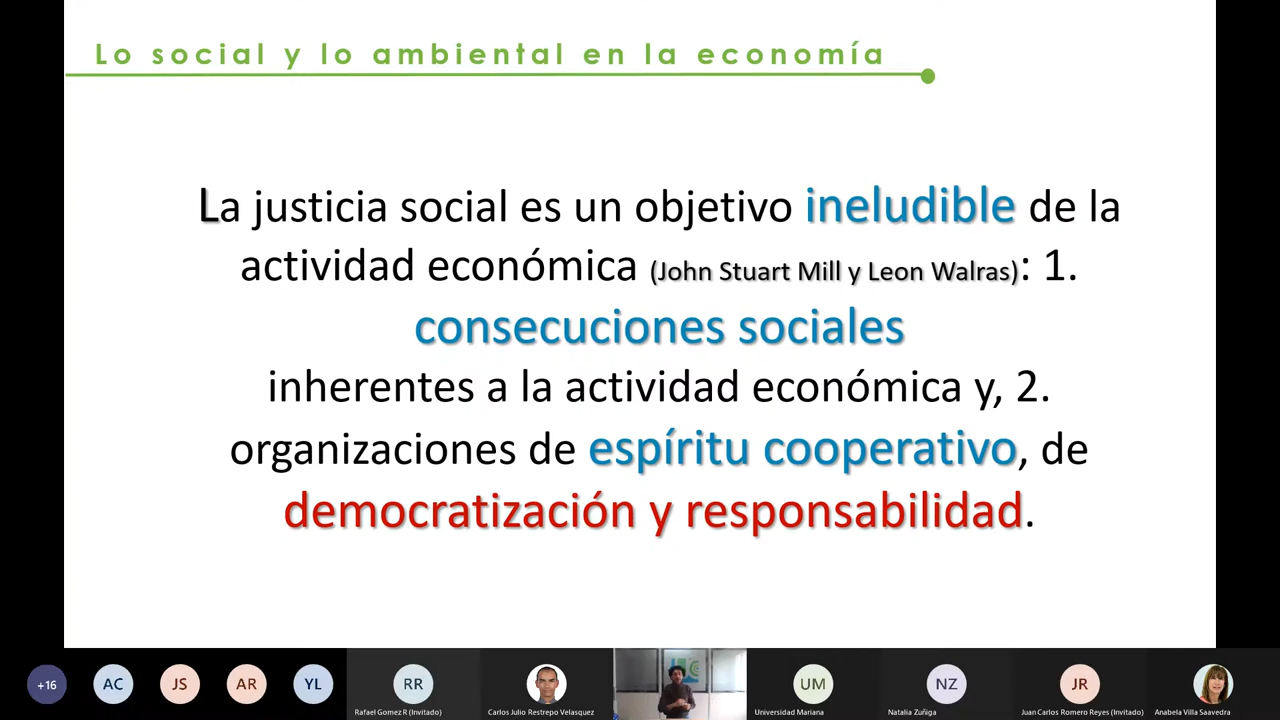 Lo social y lo ambiental en la economía
La justicia social es un objetivo ineludible de la
actividad económica (John Stuart Mill y Leon Walras): 1.
consecuciones sociales
inherentes a la actividad económica y, 2.
organizaciones de espíritu cooperativo, de
democratización y responsabilidad.
+16
AC
JS
AR
YL
RR
UM
NZ
JR
Rafael Gomez R (Invitado)
Carlos Julio Restrepo Velasquez
Universidad Mariana
Natalia Zuñiga
Juan Carlos Romero Reyes (Invitado)
Anabela Villa Saavedra